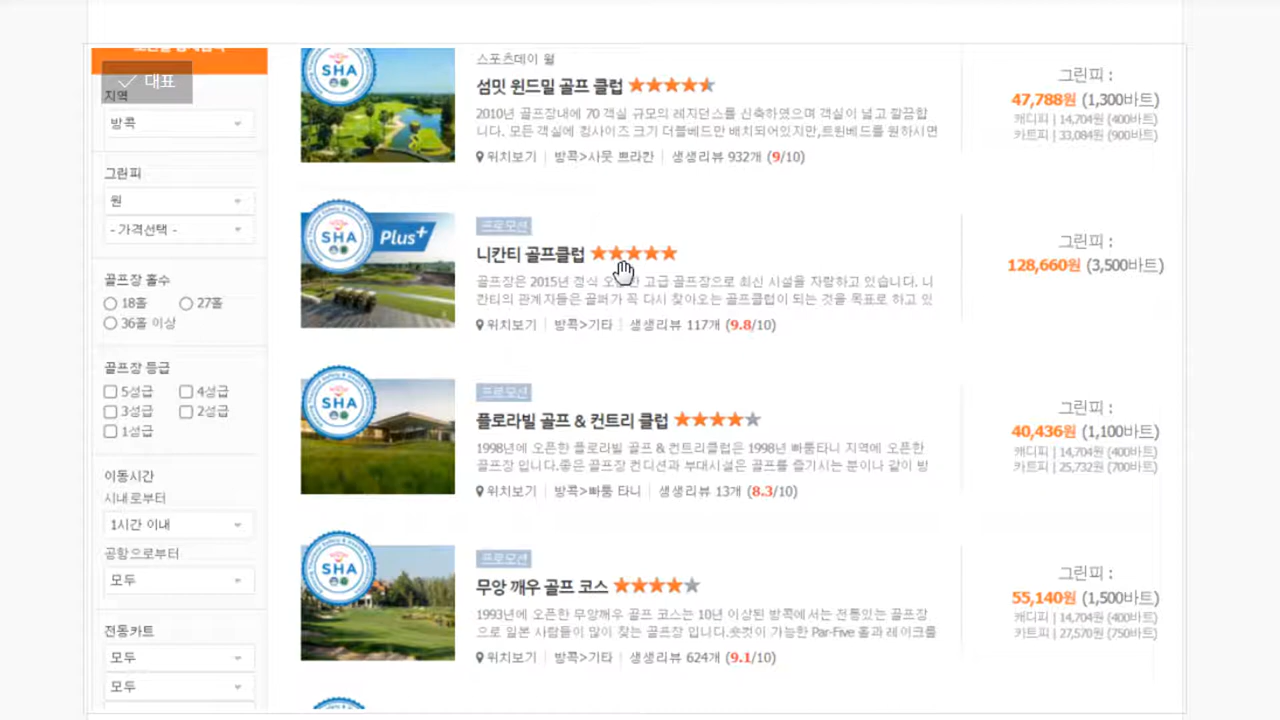 대표
지역
방콕
그린피
원
- 가격선택 -
골프장 홀수
18홀
27홀
36홀 이상
골프장 등급
5성급
4성급
3성급
2성급
1성급
이동시간
시내로부터
1시간 이내
공항으로부터
모두
전동카트
모두
모두
SHA
스포츠데이 월
섬밋 윈드밀 골프 클럽
2010년 골프장내에 70 객실 규모의 레지던스를 신축하였으며 객실이 넓고 깔끔합
니다. 모든 객실에 킹사이즈 크기 더블베드만 배치되어있지만,트윈베드를 원하시면
위치보기 | 방콕>사뭇 쁘라칸 | 생생리뷰 932개 (9/10)
그린피 :
47,788원 (1,300바트)
캐디피 | 14,704원 (400바트)
카트피 | 33,084원 (900바트)
SHA Plus+
프로모션
니칸티 골프클럽
골프장은 2015년 정식 고급 골프장으로 최신 시설을 자랑하고 있습니다. 니
칸티의 관계자들은 골퍼가 꼭 다시 찾아오는 골프클럽이 되는 것을 목표로 하고 있
위치보기 | 방콕>기타 | 생생리뷰 117개 (9.8/10)
그린피 :
128,660원 (3,500바트)
SHA
프로모션
플로라빌 골프 & 컨트리 클럽
1998년에 오픈한 플로라빌 골프 & 컨트리클럽은 1998년 빠툼타니 지역에 오픈한
골프장 입니다.좋은 골프장 컨디션과 부대시설은 골프를 즐기시는 분이나 같이 방
위치보기 | 방콕>빠툼 타니 | 생생리뷰 13개 (8.3/10)
그린피 :
40,436원 (1,100바트)
캐디피 | 14,704원 (400바트)
카트피 | 25,732원 (700바트)
SHA
프로모션
무앙 깨우 골프 코스
1993년에 오픈한 무앙깨우 골프 코스는 10년 이상된 방콕에서는 전통있는 골프장
으로 일본 사람들이 많이 찾는 골프장 입니다.숏컷이 가능한 Par-Five 홀과 레이크를
위치보기 | 방콕>기타 | 생생리뷰 624개 (9.1/10)
그린피 :
55,140원 (1,500바트)
캐디피 | 14,704원 (400바트)
카트피 | 27,570원 (750바트)